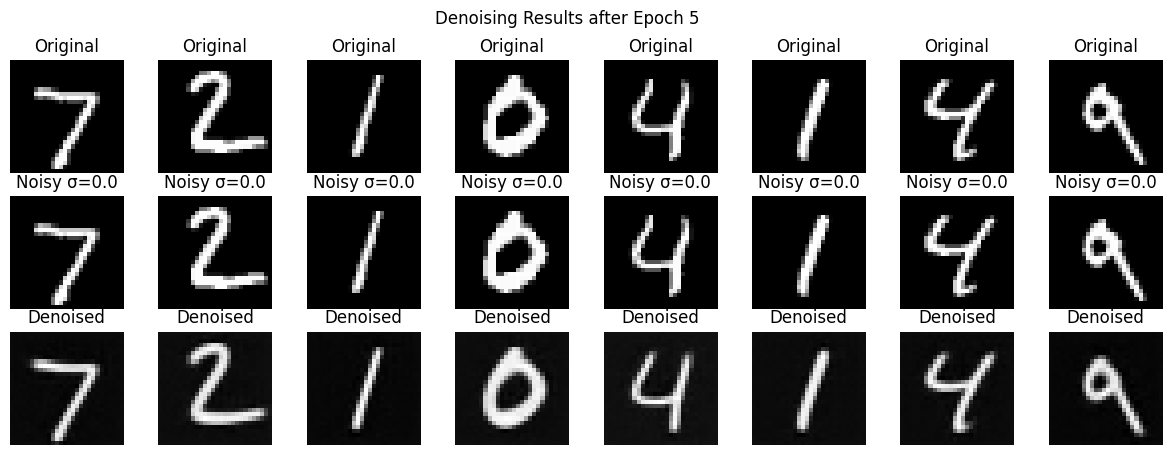 Denoising Results after Epoch 5
Original Original Original Original Original Original Original Original
7 2 1 0 4 1 4 9
Noisy σ=0.0 Noisy σ=0.0 Noisy σ=0.0 Noisy σ=0.0 Noisy σ=0.0 Noisy σ=0.0 Noisy σ=0.0 Noisy σ=0.0
7 2 1 0 4 1 4 9
Denoised Denoised Denoised Denoised Denoised Denoised Denoised Denoised
7 2 1 0 4 1 4 9